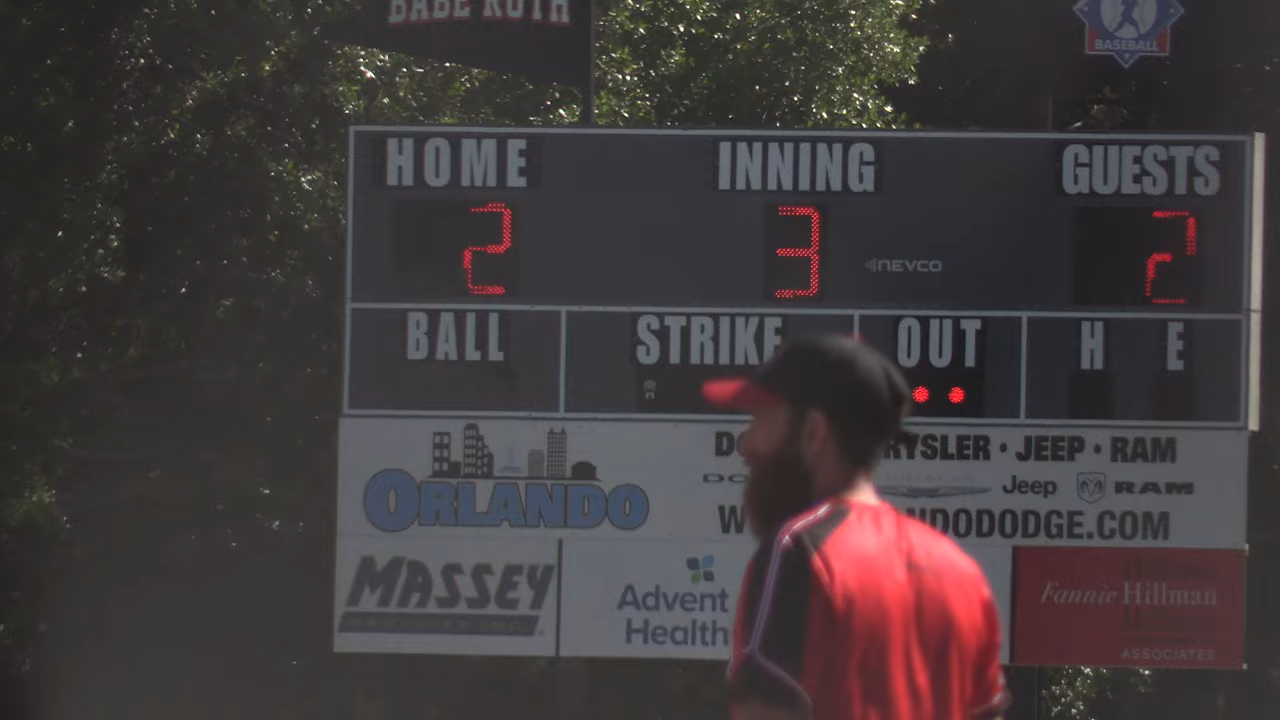 BABE RUTH
BASEBALL
HOME INNING GUESTS
2 3 2
NEVCO
BALL STRIKE OUT H E
ORLANDO
RYSLER • JEEP • RAM
Jeep RAM
DODODGE.COM
MASSEY
Advent
Health
Fannie Hillman
ASSOCIATES